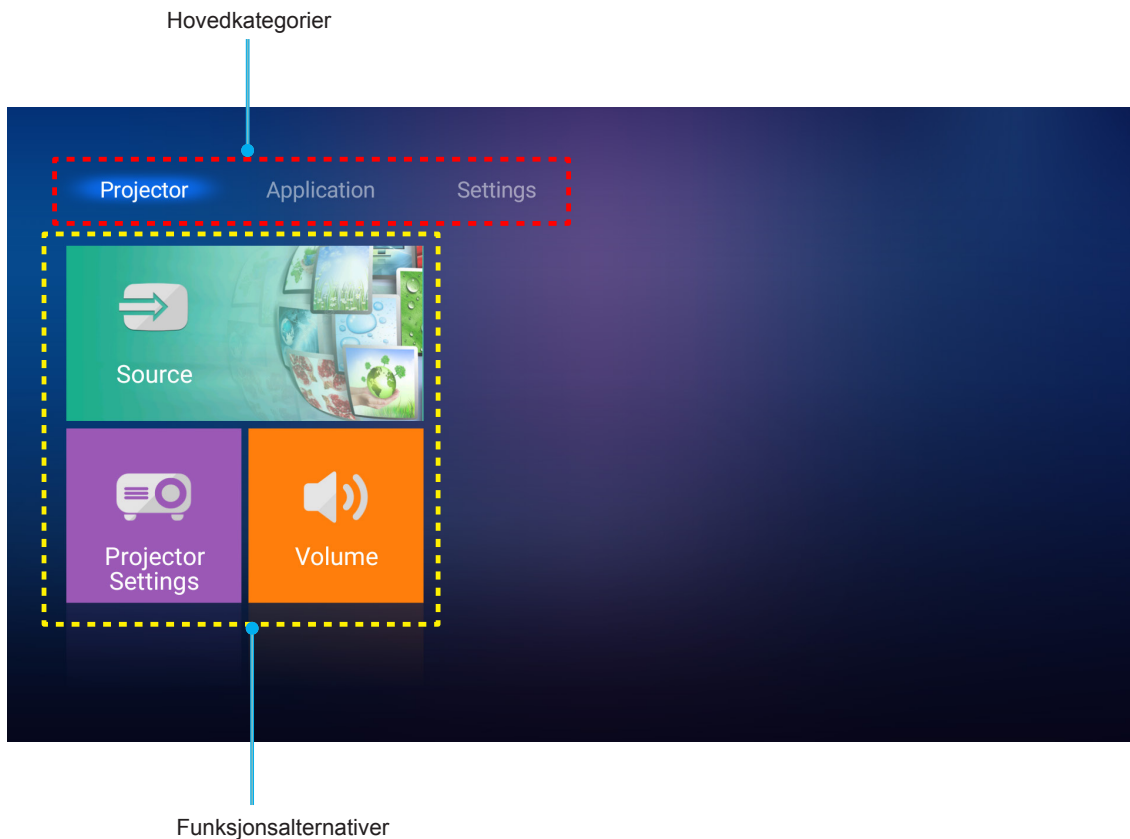 Hovedkategorier
Projector Application Settings
Source
Projector
Settings
Volume
Funksjonsalternativer